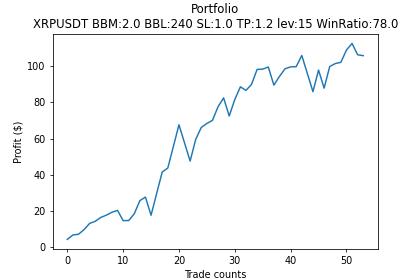 Portfolio
XRPUSDT BBM:2.0 BBL:240 SL:1.0 TP:1.2 lev:15 WinRatio:78.0
100
80
60
40
20
0
Profit ($)
0 10 20 30 40 50
Trade counts